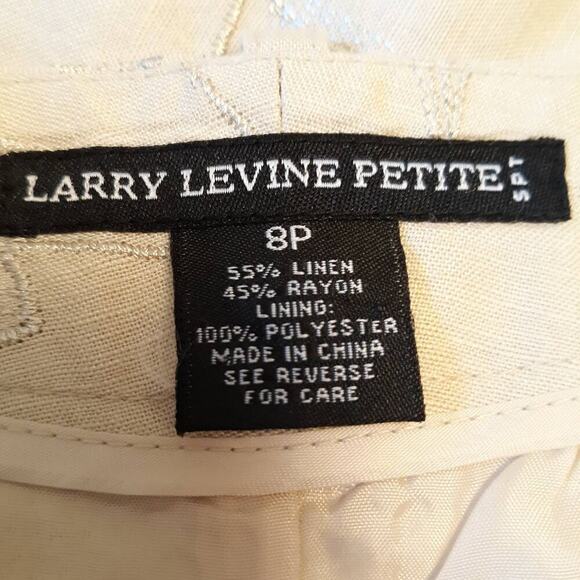 LARRY LEVINE PETITE SPT
8P
55% LINEN
45% RAYON
LINING:
100% POLYESTER
MADE IN CHINA
SEE REVERSE
FOR CARE